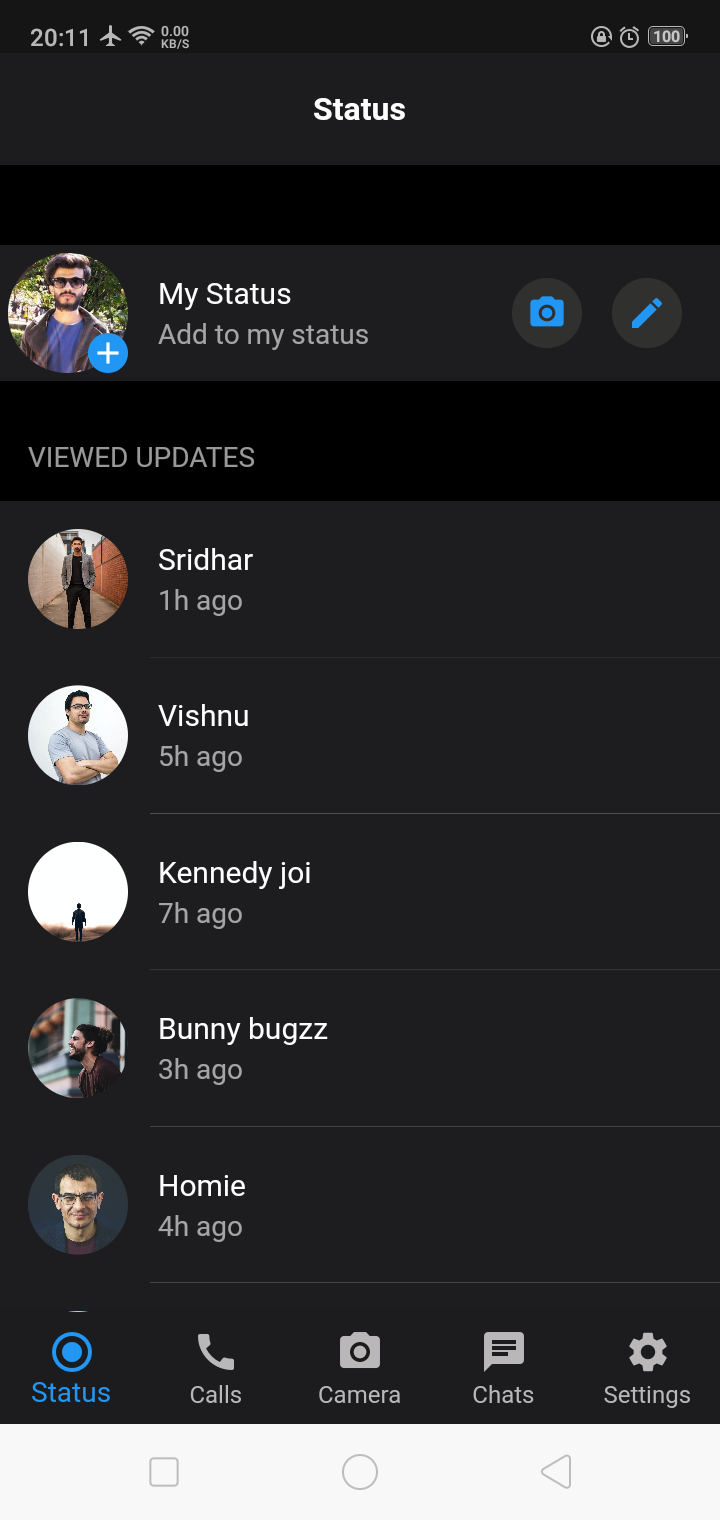 20:11 0.00 KB/S 100
Status
My Status
Add to my status
VIEWED UPDATES
Sridhar
1h ago
Vishnu
5h ago
Kennedy joi
7h ago
Bunny bugzz
3h ago
Homie
4h ago
Status Calls Camera Chats Settings